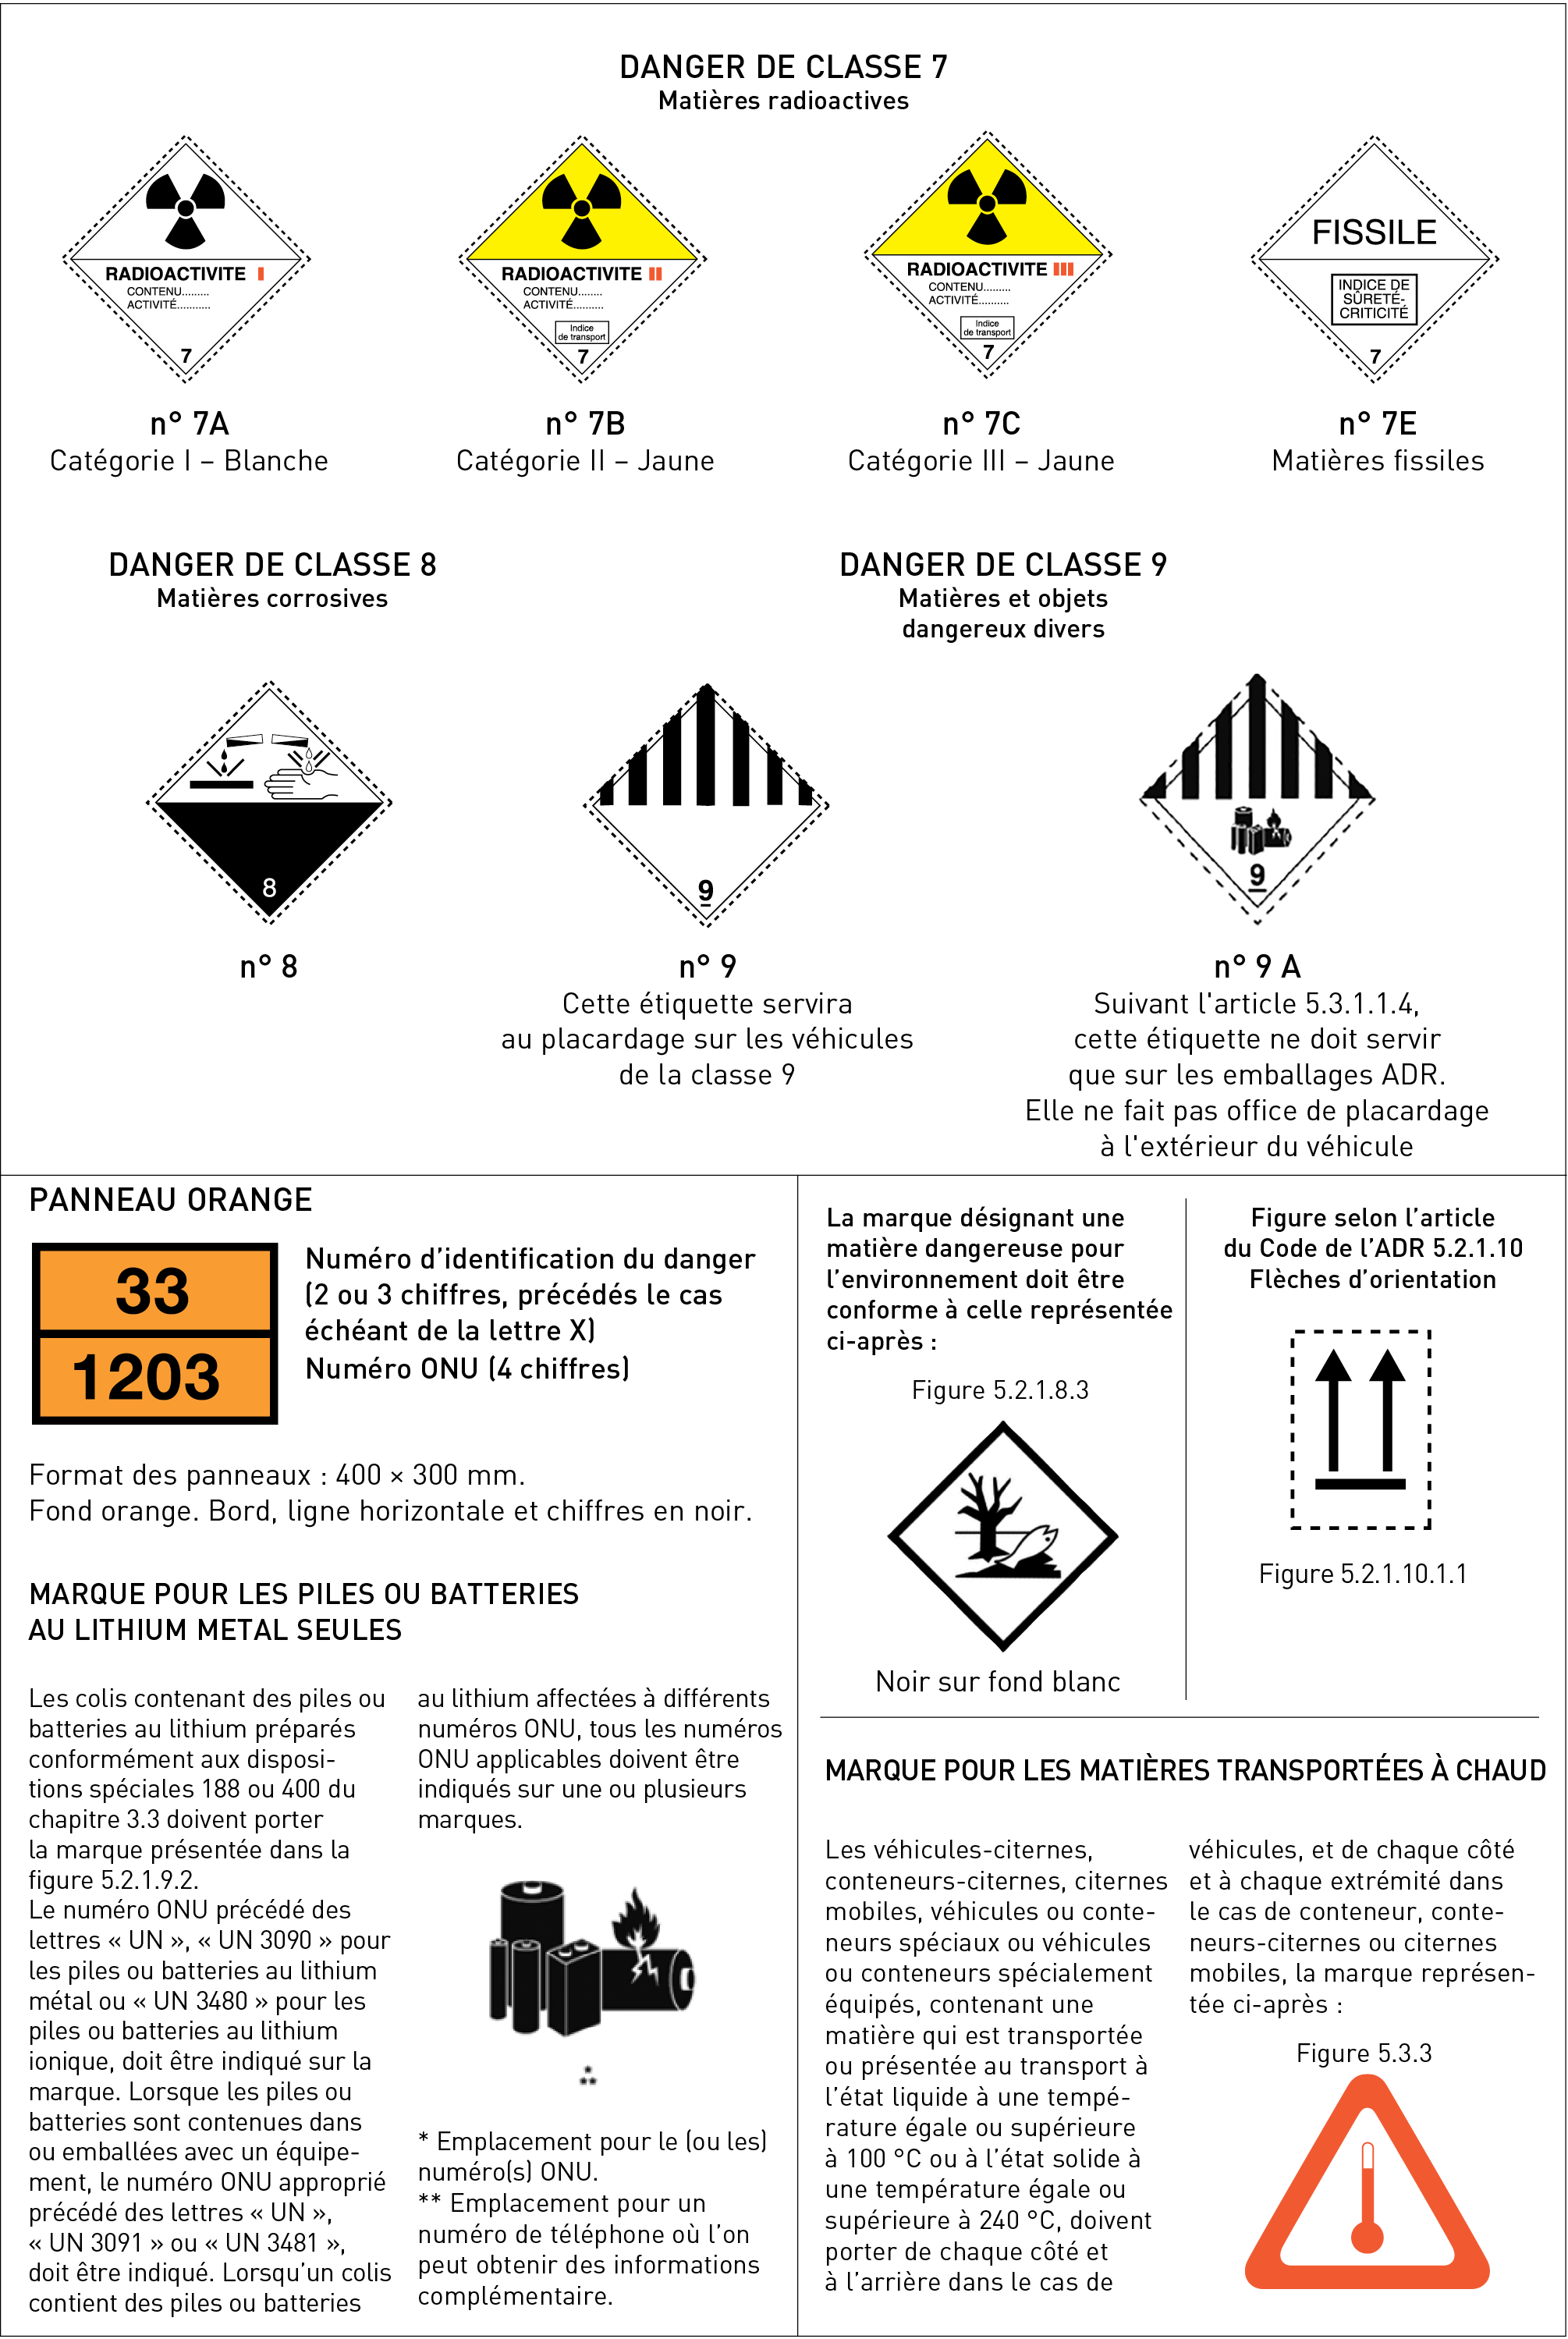 DANGER DE CLASSE 7
Matières radioactives
RADIOACTIVITE I
CONTENU.........
ACTIVITÉ...........
7
n° 7A
Catégorie I – Blanche
RADIOACTIVITE II
CONTENU........
ACTIVITÉ..........
Indice
de transport
7
n° 7B
Catégorie II – Jaune
RADIOACTIVITE III
CONTENU.........
ACTIVITÉ..........
Indice
de transport
7
n° 7C
Catégorie III – Jaune
FISSILE
INDICE DE
SÛRETÉ-
CRITICITÉ
7
n° 7E
Matières fissiles
DANGER DE CLASSE 8
Matières corrosives
8
n° 8
DANGER DE CLASSE 9
Matières et objets
dangereux divers
9
n° 9
Cette étiquette servira
au placardage sur les véhicules
de la classe 9
9
n° 9 A
Suivant l'article 5.3.1.1.4,
cette étiquette ne doit servir
que sur les emballages ADR.
Elle ne fait pas office de placardage
à l'extérieur du véhicule
PANNEAU ORANGE
33
1203
Numéro d’identification du danger
(2 ou 3 chiffres, précédés le cas
échéant de la lettre X)
Numéro ONU (4 chiffres)
Format des panneaux : 400 × 300 mm.
Fond orange. Bord, ligne horizontale et chiffres en noir.
MARQUE POUR LES PILES OU BATTERIES
AU LITHIUM METAL SEULES
Les colis contenant des piles ou
batteries au lithium préparés
conformément aux disposi-
tions spéciales 188 ou 400 du
chapitre 3.3 doivent porter
la marque présentée dans la
figure 5.2.1.9.2.
Le numéro ONU précédé des
lettres « UN », « UN 3090 » pour
les piles ou batteries au lithium
métal ou « UN 3480 » pour les
piles ou batteries au lithium
ionique, doit être indiqué sur la
marque. Lorsque les piles ou
batteries sont contenues dans
ou emballées avec un équipe-
ment, le numéro ONU approprié
précédé des lettres « UN »,
« UN 3091 » ou « UN 3481 »,
doit être indiqué. Lorsqu’un colis
contient des piles ou batteries
au lithium affectées à différents
numéros ONU, tous les numéros
ONU applicables doivent être
indiqués sur une ou plusieurs
marques.
*
**
* Emplacement pour le (ou les)
numéro(s) ONU.
** Emplacement pour un
numéro de téléphone où l’on
peut obtenir des informations
complémentaire.
La marque désignant une
matière dangereuse pour
l’environnement doit être
conforme à celle représentée
ci-après :
Figure 5.2.1.8.3
Noir sur fond blanc
Figure selon l’article
du Code de l’ADR 5.2.1.10
Flèches d’orientation
Figure 5.2.1.10.1.1
MARQUE POUR LES MATIÈRES TRANSPORTÉES À CHAUD
Les véhicules-citernes,
conteneurs-citernes, citernes
mobiles, véhicules ou conte-
neurs spéciaux ou véhicules
ou conteneurs spécialement
équipés, contenant une
matière qui est transportée
ou présentée au transport à
l’état liquide à une tempé-
rature égale ou supérieure
à 100 °C ou à l’état solide à
une température égale ou
supérieure à 240 °C, doivent
porter de chaque côté et
à l’arrière dans le cas de
véhicules, et de chaque côté
et à chaque extrémité dans
le cas de conteneur, conte-
neurs-citernes ou citernes
mobiles, la marque représen-
tée ci-après :
Figure 5.3.3